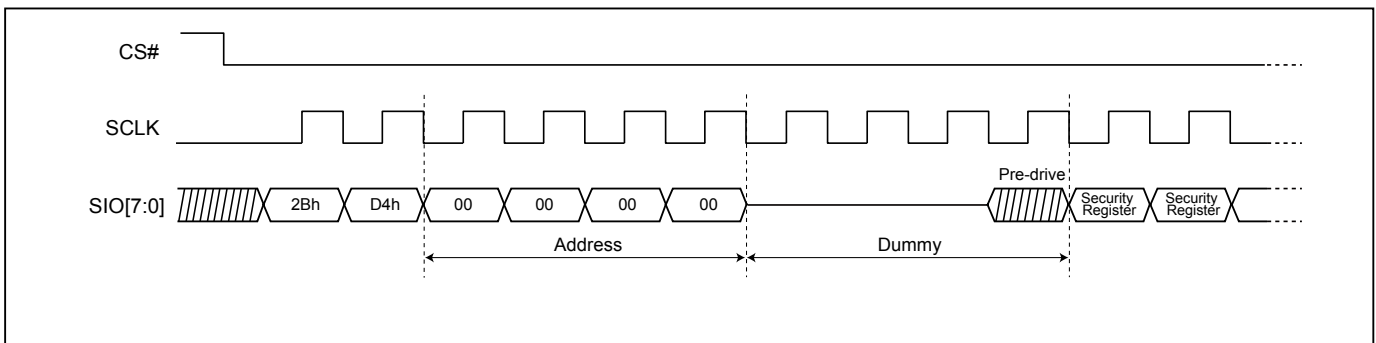 CS#
SCLK
Pre-drive
SIO[7:0] 2Bh D4h 00 00 00 00 Security Register Security Register
Address Dummy